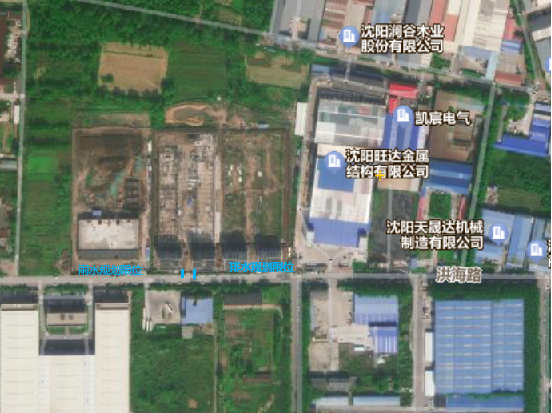 沈阳澜谷木业
股份有限公司
凯宸电气
沈阳旺达金属
结构有限公司
沈阳天晟达机械
制造有限公司
洪海路